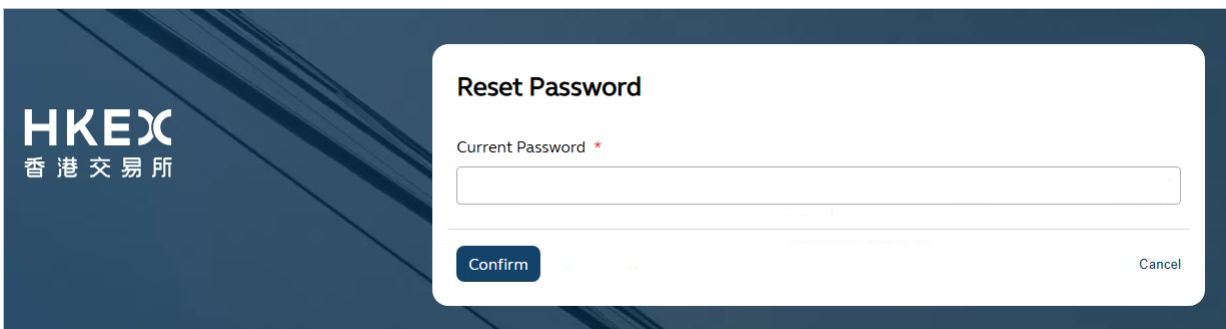 HKEX
香港交易所
Reset Password
Current Password *
Confirm
Cancel